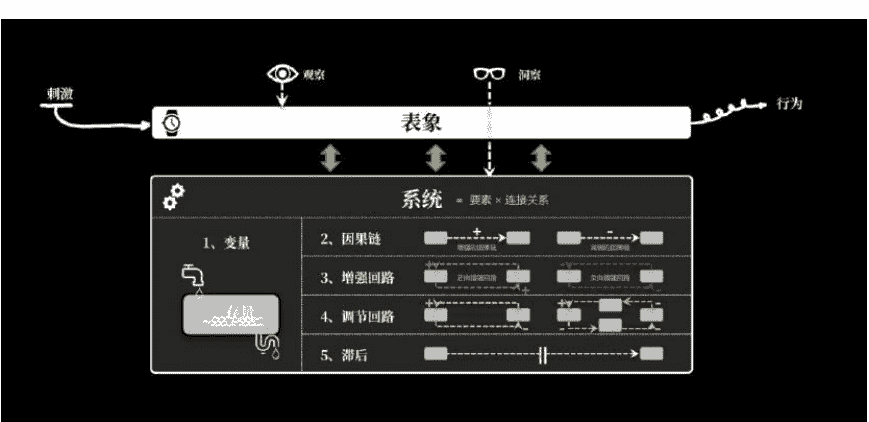 观察
洞察
刺激
表象
行为
系统 = 要素 × 连接关系
1、变量
2、因果链
+
-
3、增强回路
+
+
-
-
4、调节回路
+
-
+
-
-
+
5、滞后